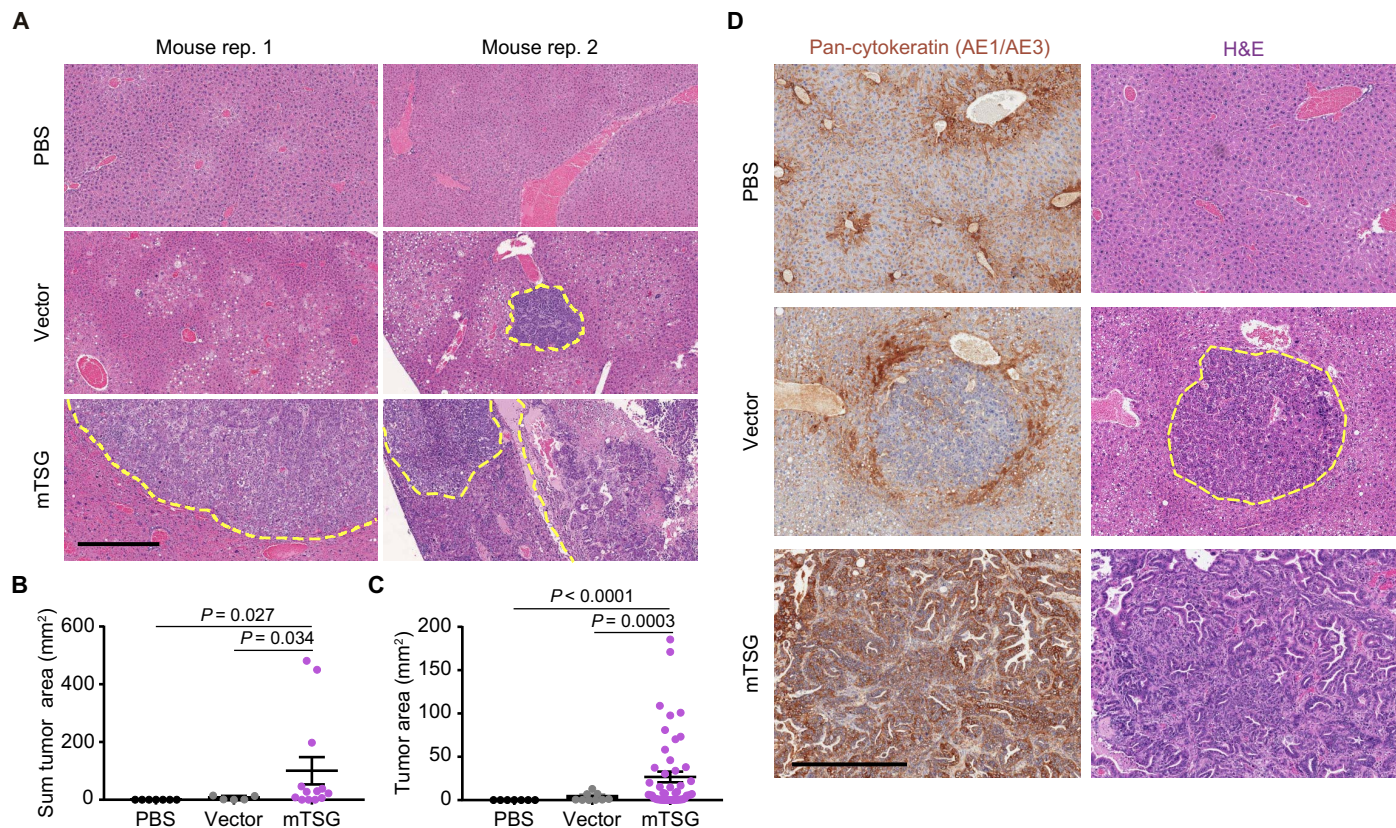 A
Mouse rep. 1
Mouse rep. 2
PBS
Vector
mTSG
B
Sum tumor area (mm²)
600
400
200
0
P = 0.027
P = 0.034
PBS
Vector
mTSG
C
Tumor area (mm²)
200
150
100
50
0
P < 0.0001
P = 0.0003
PBS
Vector
mTSG
D
Pan-cytokeratin (AE1/AE3)
H&E
PBS
Vector
mTSG